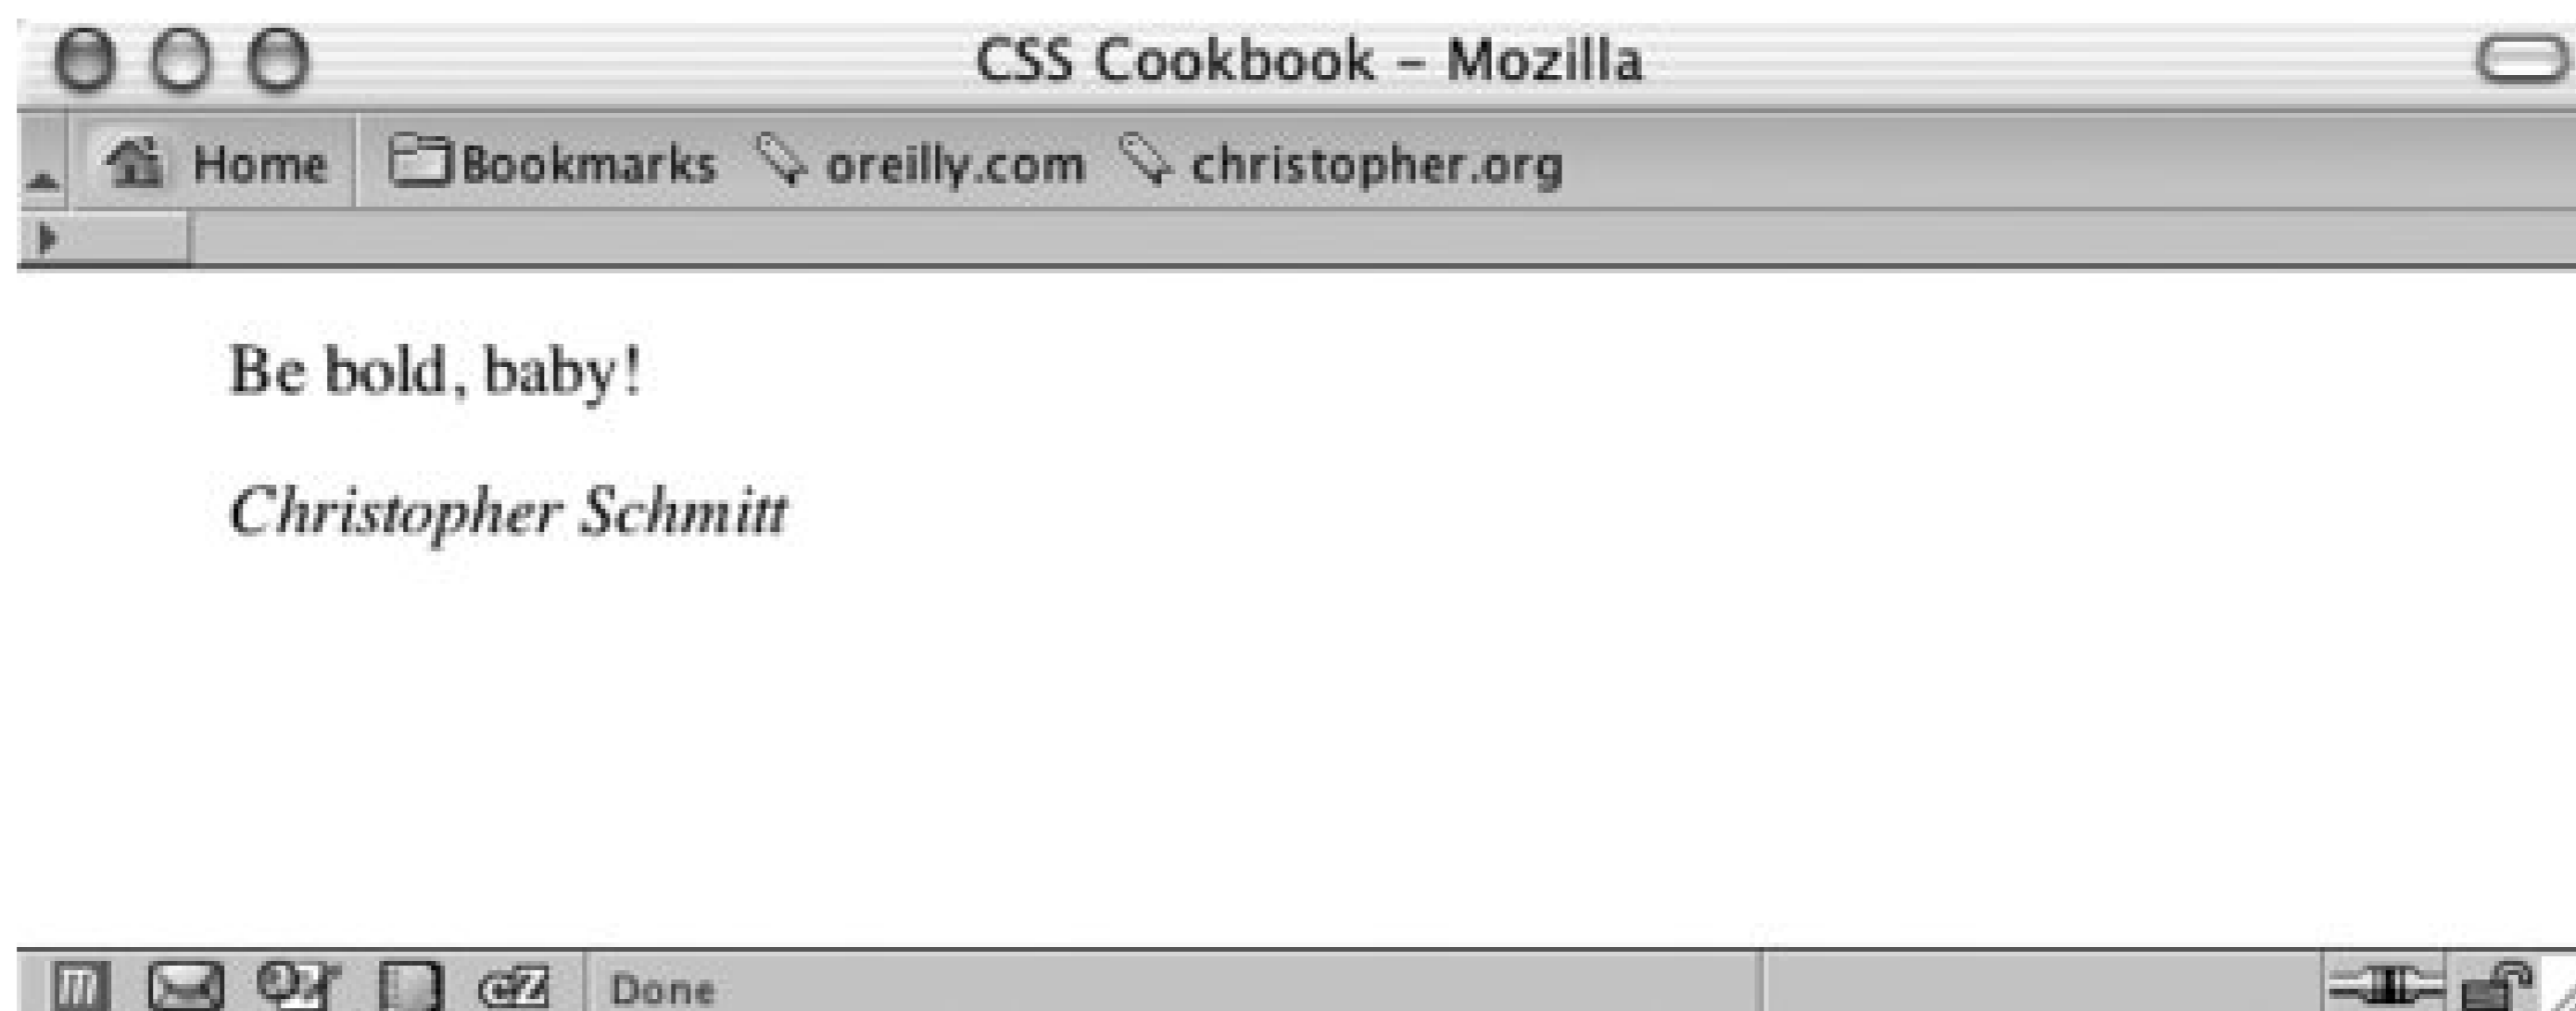 CSS Cookbook – Mozilla
Home Bookmarks oreilly.com christopher.org
Be bold, baby!
Christopher Schmitt
Done